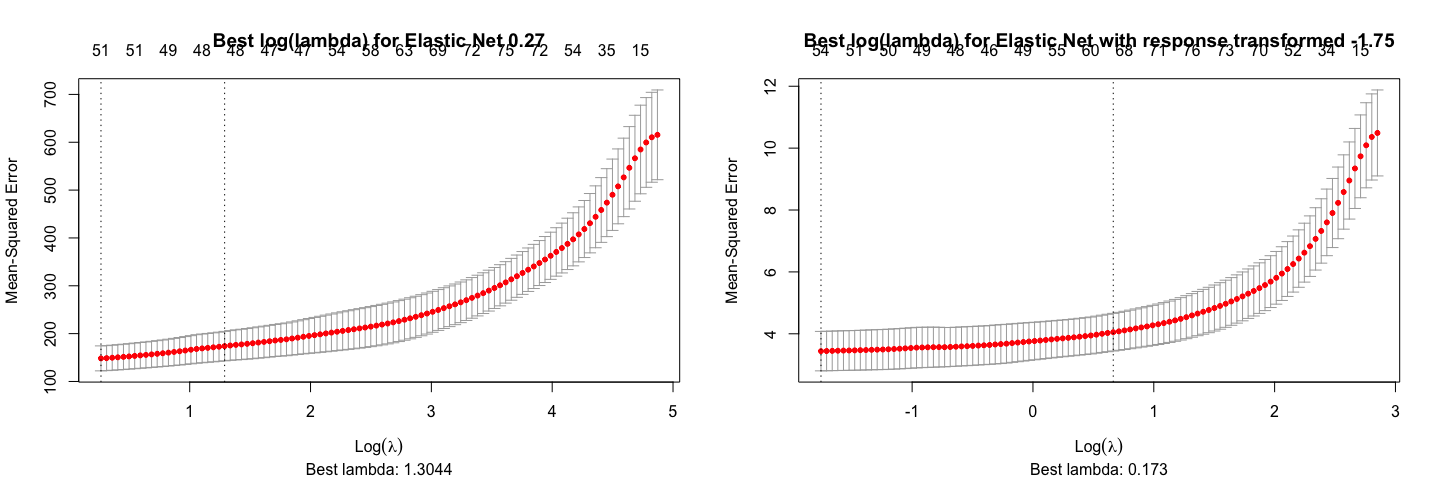 Best log(lambda) for Elastic Net 0.27
51 51 49 48 48 47 47 54 58 63 69 72 75 72 54 35 15
Mean-Squared Error
700
600
500
400
300
200
100
1 2 3 4 5
Log(λ)
Best lambda: 1.3044
Best log(lambda) for Elastic Net with response transformed -1.75
54 51 50 49 48 46 49 55 60 68 71 76 73 70 52 34 15
Mean-Squared Error
12
10
8
6
4
-1 0 1 2 3
Log(λ)
Best lambda: 0.173